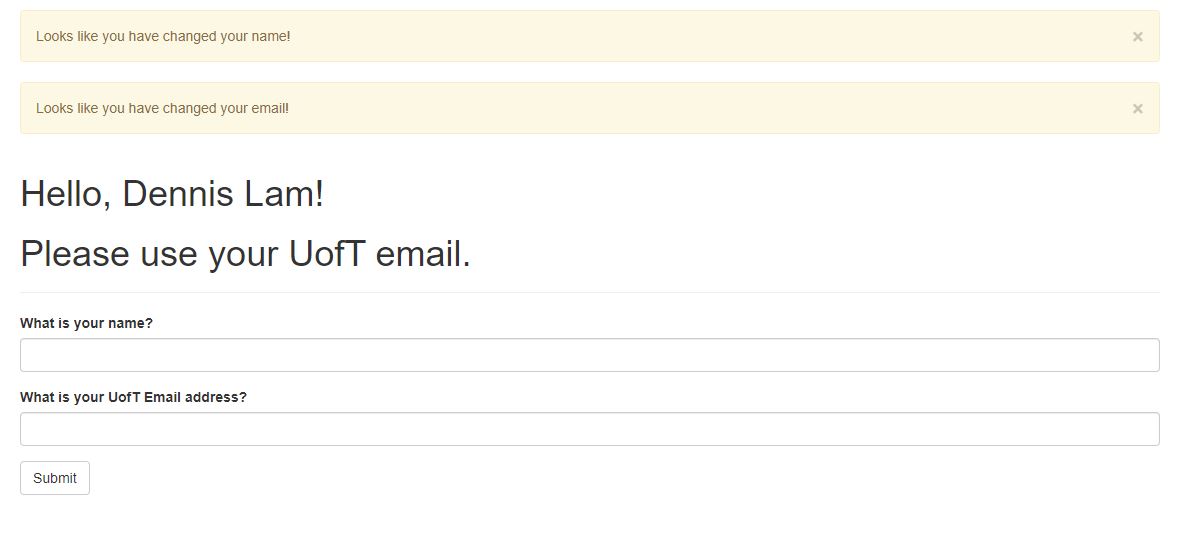 Looks like you have changed your name!
×
Looks like you have changed your email!
×
Hello, Dennis Lam!
Please use your UofT email.
What is your name?
What is your UofT Email address?
Submit